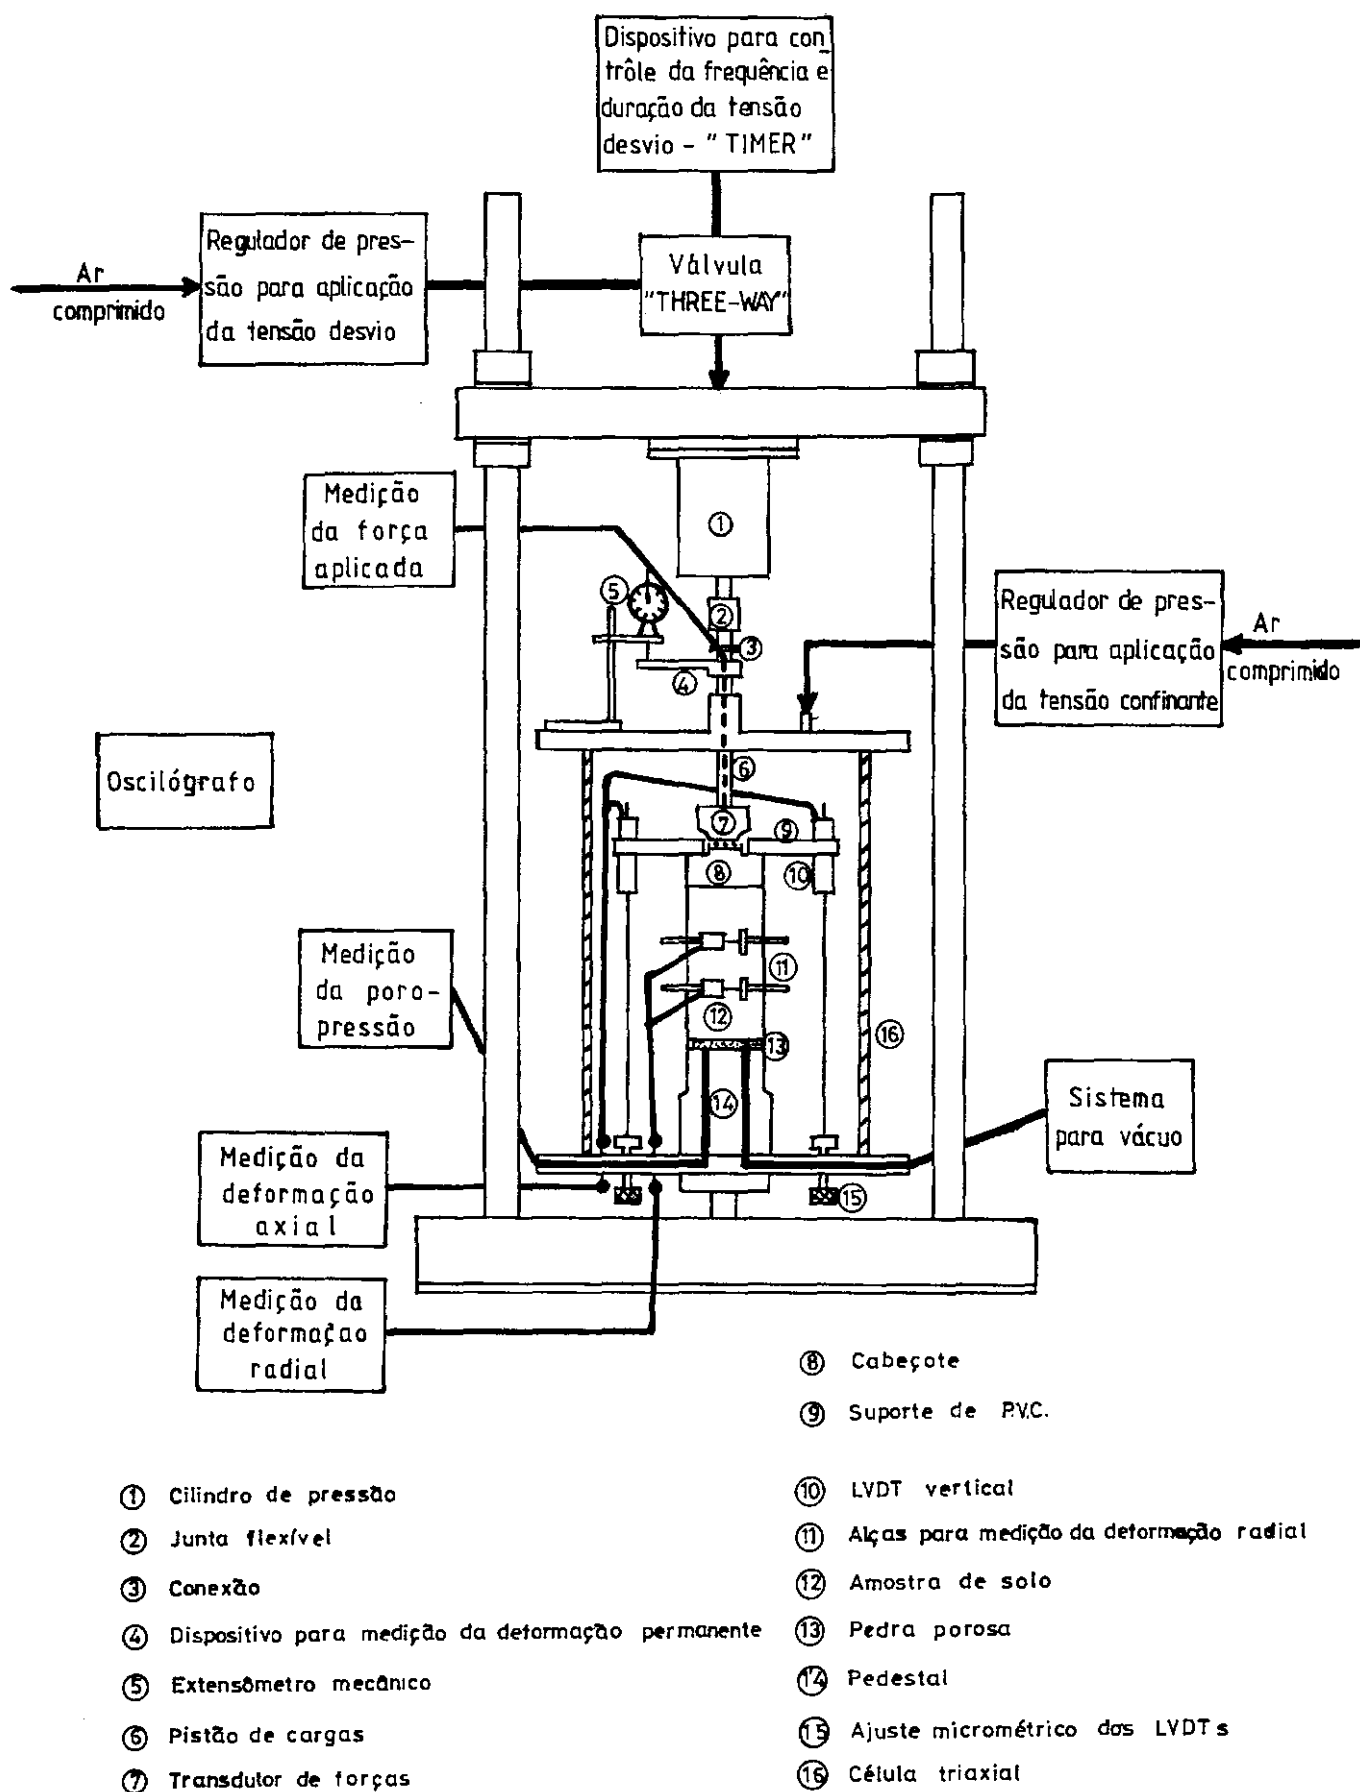 Dispositivo para con
trôle da frequência e
duração da tensão
desvio - "TIMER"
Regulador de pres-
são para aplicação
da tensão desvio
Ar
comprimido
Válvula
"THREE-WAY"
Medição
da força
aplicada
1
5
2
3
4
Regulador de pres-
são para aplicação
da tensão confinante
Ar
comprimido
Oscilógrafo
6
7
9
8
10
Medição
da poro-
pressão
11
12
16
13
14
Sistema
para vácuo
Medição da
deformação
axial
15
Medição da
deformaçao
radial
8 Cabeçote
9 Suporte de P.V.C.
1 Cilindro de pressão
2 Junta flexível
3 Conexão
4 Dispositivo para medição da deformação permanente
5 Extensômetro mecânico
6 Pistão de cargas
7 Transdutor de forças
10 LVDT vertical
11 Alças para medição da deformação radial
12 Amostra de solo
13 Pedra porosa
14 Pedestal
15 Ajuste micrométrico dos LVDTs
16 Célula triaxial